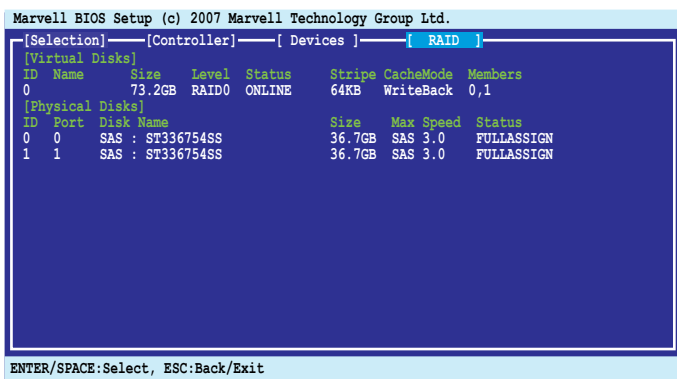 Marvell BIOS Setup (c) 2007 Marvell Technology Group Ltd.
[Selection] [Controller] [ Devices ] [ RAID ]
[Virtual Disks]
ID Name Size Level Status Stripe CacheMode Members
0 73.2GB RAID0 ONLINE 64KB WriteBack 0,1
[Physical Disks]
ID Port Disk Name Size Max Speed Status
0 0 SAS : ST336754SS 36.7GB SAS 3.0 FULLASSIGN
1 1 SAS : ST336754SS 36.7GB SAS 3.0 FULLASSIGN
ENTER/SPACE:Select, ESC:Back/Exit